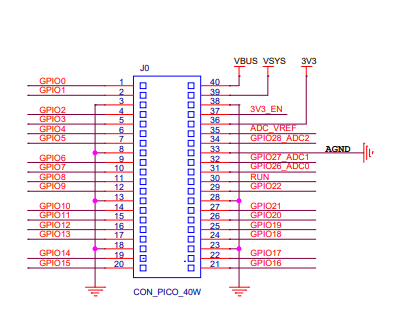 VBUS VSYS 3V3
J0
GPIO0 1 40
GPIO1 2 39
3 38
GPIO2 4 37 3V3_EN
GPIO3 5 36
GPIO4 6 35 ADC_VREF
GPIO5 7 34 GPIO28_ADC2
8 33 AGND
GPIO6 9 32 GPIO27_ADC1
GPIO7 10 31 GPIO26_ADC0
GPIO8 11 30 RUN
GPIO9 12 29 GPIO22
13 28
GPIO10 14 27 GPIO21
GPIO11 15 26 GPIO20
GPIO12 16 25 GPIO19
GPIO13 17 24 GPIO18
18 23
GPIO14 19 22 GPIO17
GPIO15 20 21 GPIO16
CON_PICO_40W